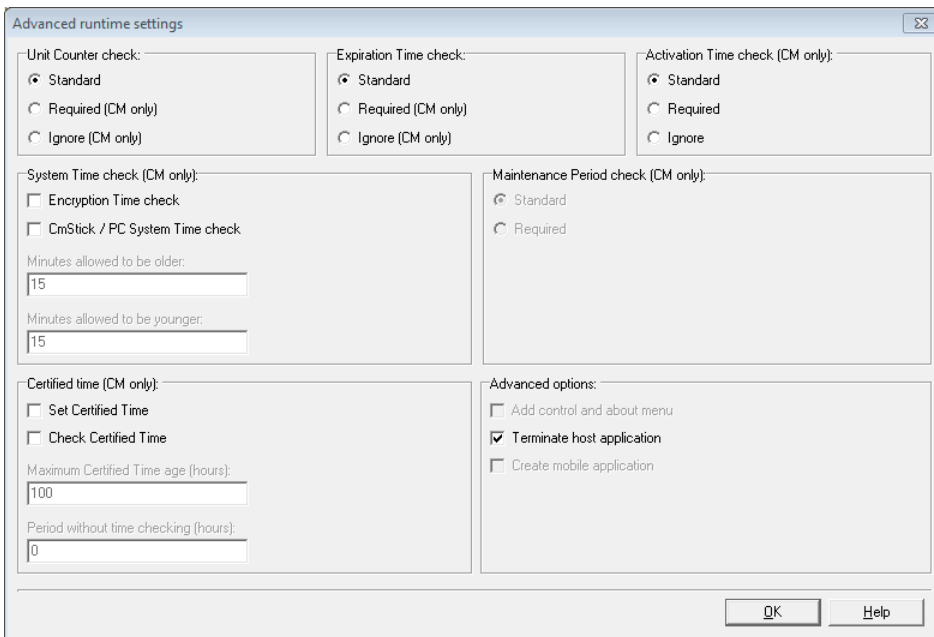 Advanced runtime settings
Unit Counter check:
Standard
Required (CM only)
Ignore (CM only)
Expiration Time check:
Standard
Required (CM only)
Ignore (CM only)
Activation Time check (CM only):
Standard
Required
Ignore
System Time check (CM only):
Encryption Time check
CmStick / PC System Time check
Minutes allowed to be older:
15
Minutes allowed to be younger:
15
Maintenance Period check (CM only):
Standard
Required
Certified time (CM only):
Set Certified Time
Check Certified Time
Maximum Certified Time age (hours):
100
Period without time checking (hours):
0
Advanced options:
Add control and about menu
Terminate host application
Create mobile application
OK
Help